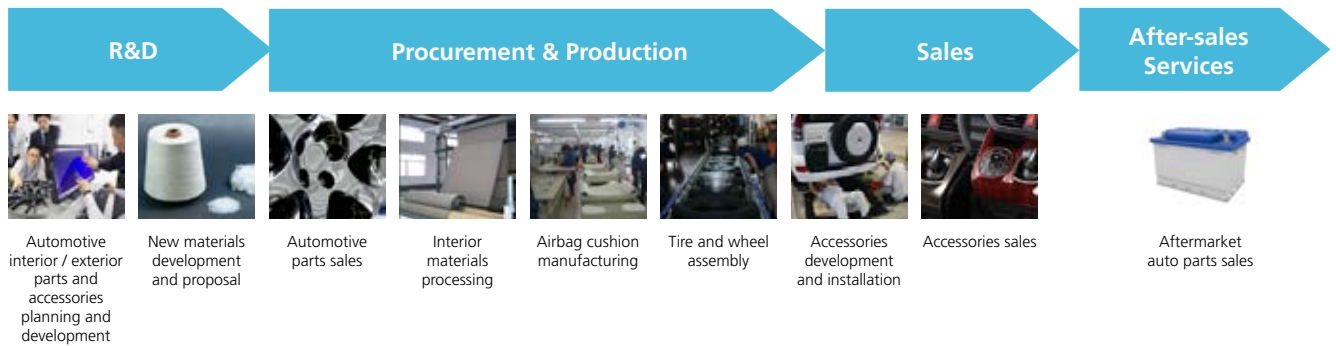 R&D
Procurement & Production
Sales
After-sales
Services
Automotive
interior / exterior
parts and
accessories
planning and
development
New materials
development
and proposal
Automotive
parts sales
Interior
materials
processing
Airbag cushion
manufacturing
Tire and wheel
assembly
Accessories
development
and installation
Accessories sales
Aftermarket
auto parts sales